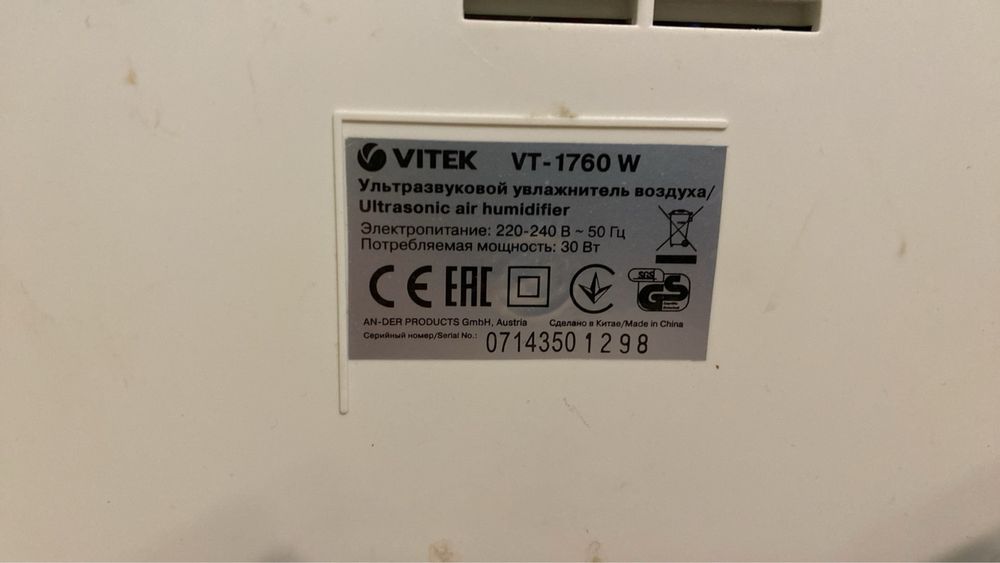 VITEK VT-1760 W
Ультразвуковой увлажнитель воздуха/
Ultrasonic air humidifier
Электропитание: 220-240 В ~ 50 Гц
Потребляемая мощность: 30 Вт
CE EAC SGS GS
AN-DER PRODUCTS GmbH, Austria Сделано в Китае/Made in China
Серийный номер/Serial No.: 07143501298